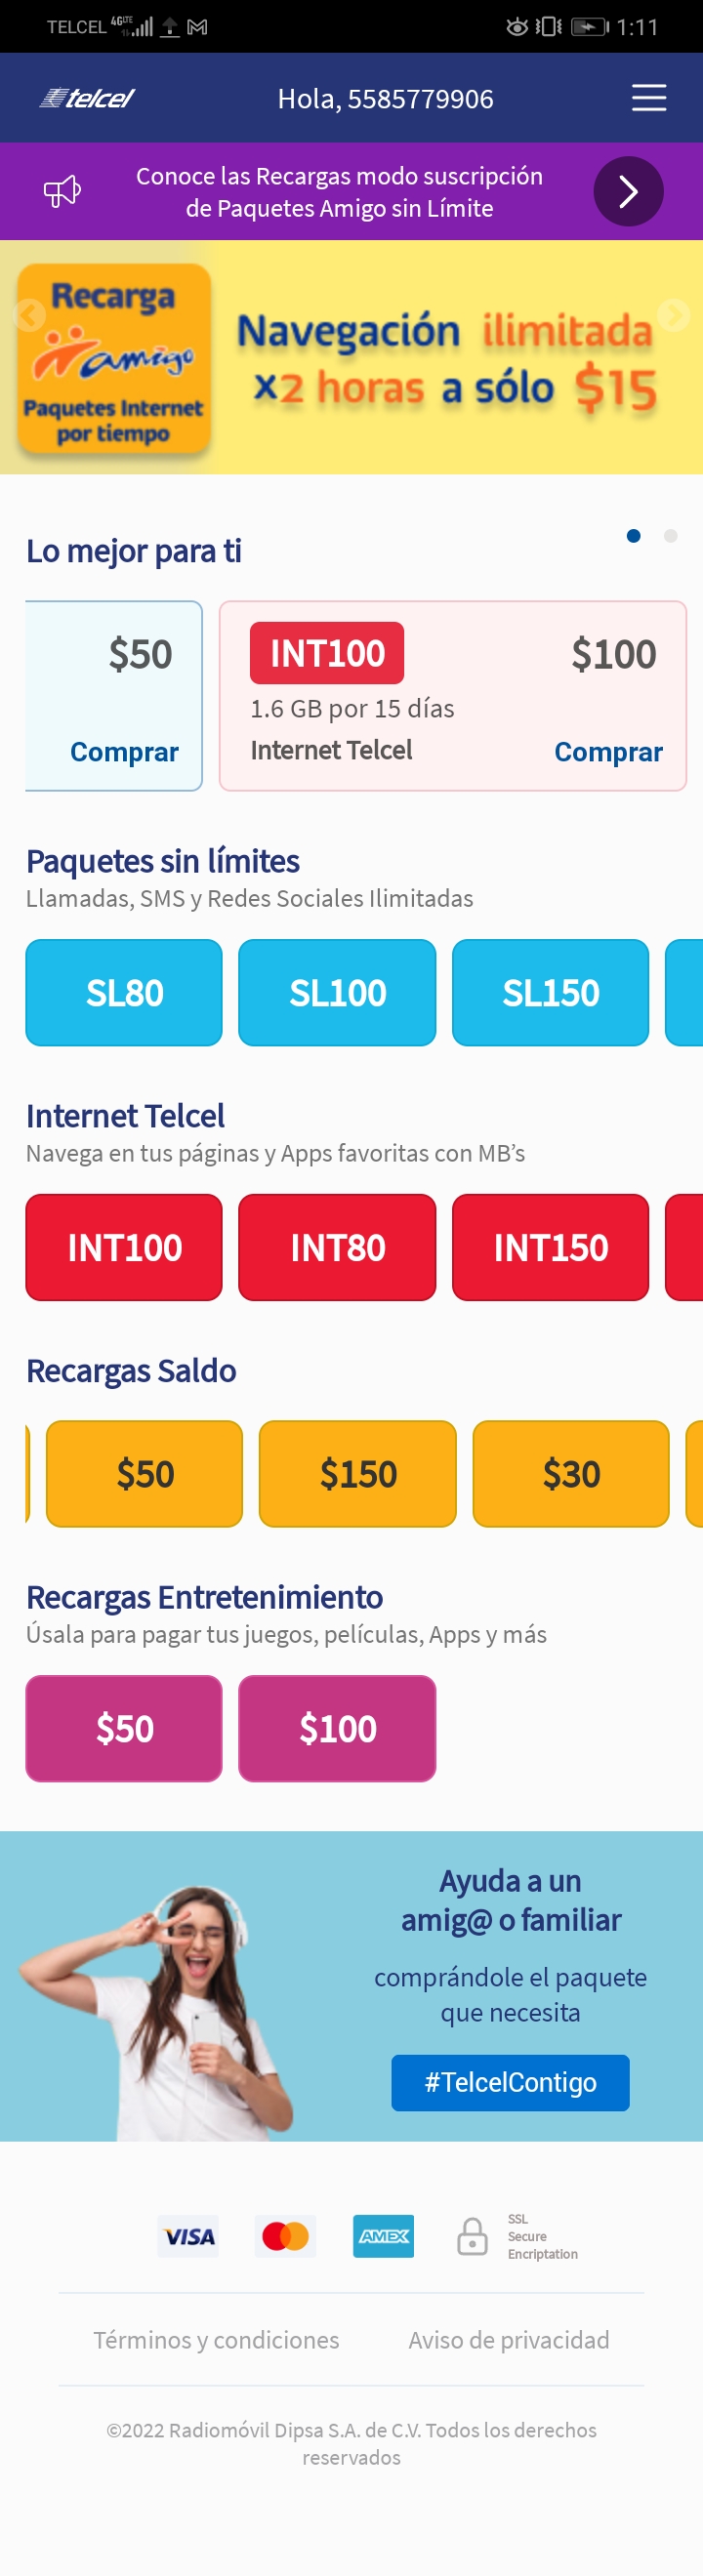 TELCEL 4G LTE 1:11
telcel Hola, 5585779906
Conoce las Recargas modo suscripción
de Paquetes Amigo sin Límite
Recarga
amigo
Paquetes Internet
por tiempo
Navegación ilimitada
x2 horas a sólo $15
Lo mejor para ti
$50
Comprar
INT100 $100
1.6 GB por 15 días
Internet Telcel Comprar
Paquetes sin límites
Llamadas, SMS y Redes Sociales Ilimitadas
SL80 SL100 SL150
Internet Telcel
Navega en tus páginas y Apps favoritas con MB’s
INT100 INT80 INT150
Recargas Saldo
$50 $150 $30
Recargas Entretenimiento
Úsala para pagar tus juegos, películas, Apps y más
$50 $100
Ayuda a un
amig@ o familiar
comprándole el paquete
que necesita
#TelcelContigo
VISA AMEX
SSL
Secure
Encriptation
Términos y condiciones Aviso de privacidad
©2022 Radiomóvil Dipsa S.A. de C.V. Todos los derechos
reservados